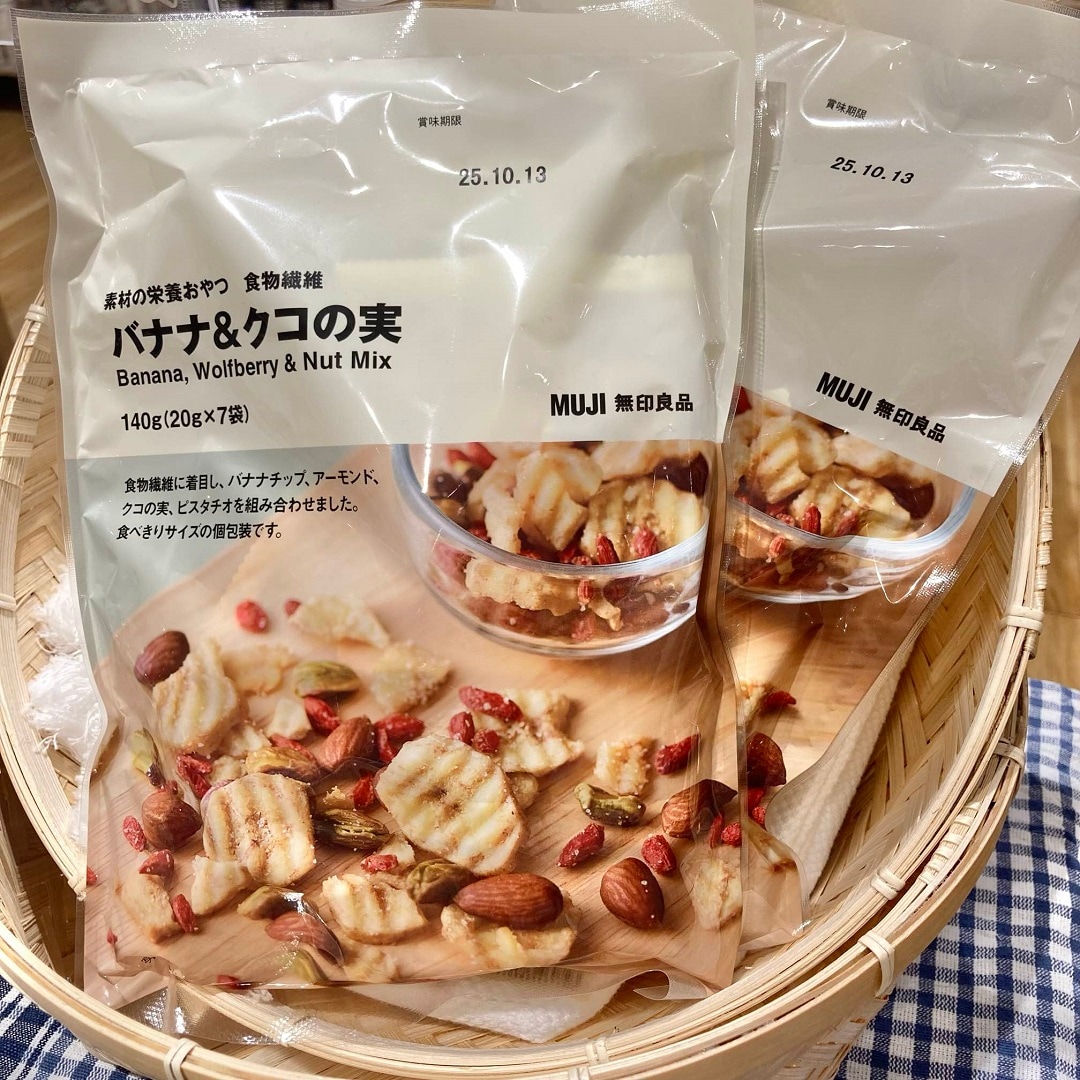 賞味期限
25.10.13
素材の栄養おやつ 食物繊維
バナナ&クコの実
Banana, Wolfberry & Nut Mix
140g(20g×7袋)
MUJI 無印良品
食物繊維に着目し、バナナチップ、アーモンド、
クコの実、ピスタチオを組み合わせました。
食べきりサイズの個包装です。
賞味期限
25.10.13
MUJI 無印良品